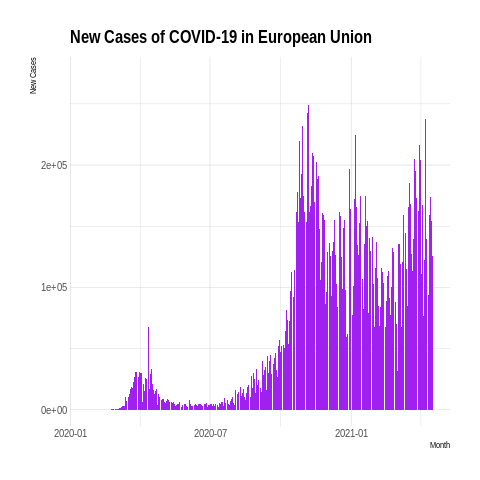 New Cases of COVID-19 in European Union
New Cases
2e+05
1e+05
0e+00
2020-01 2020-07 2021-01
Month